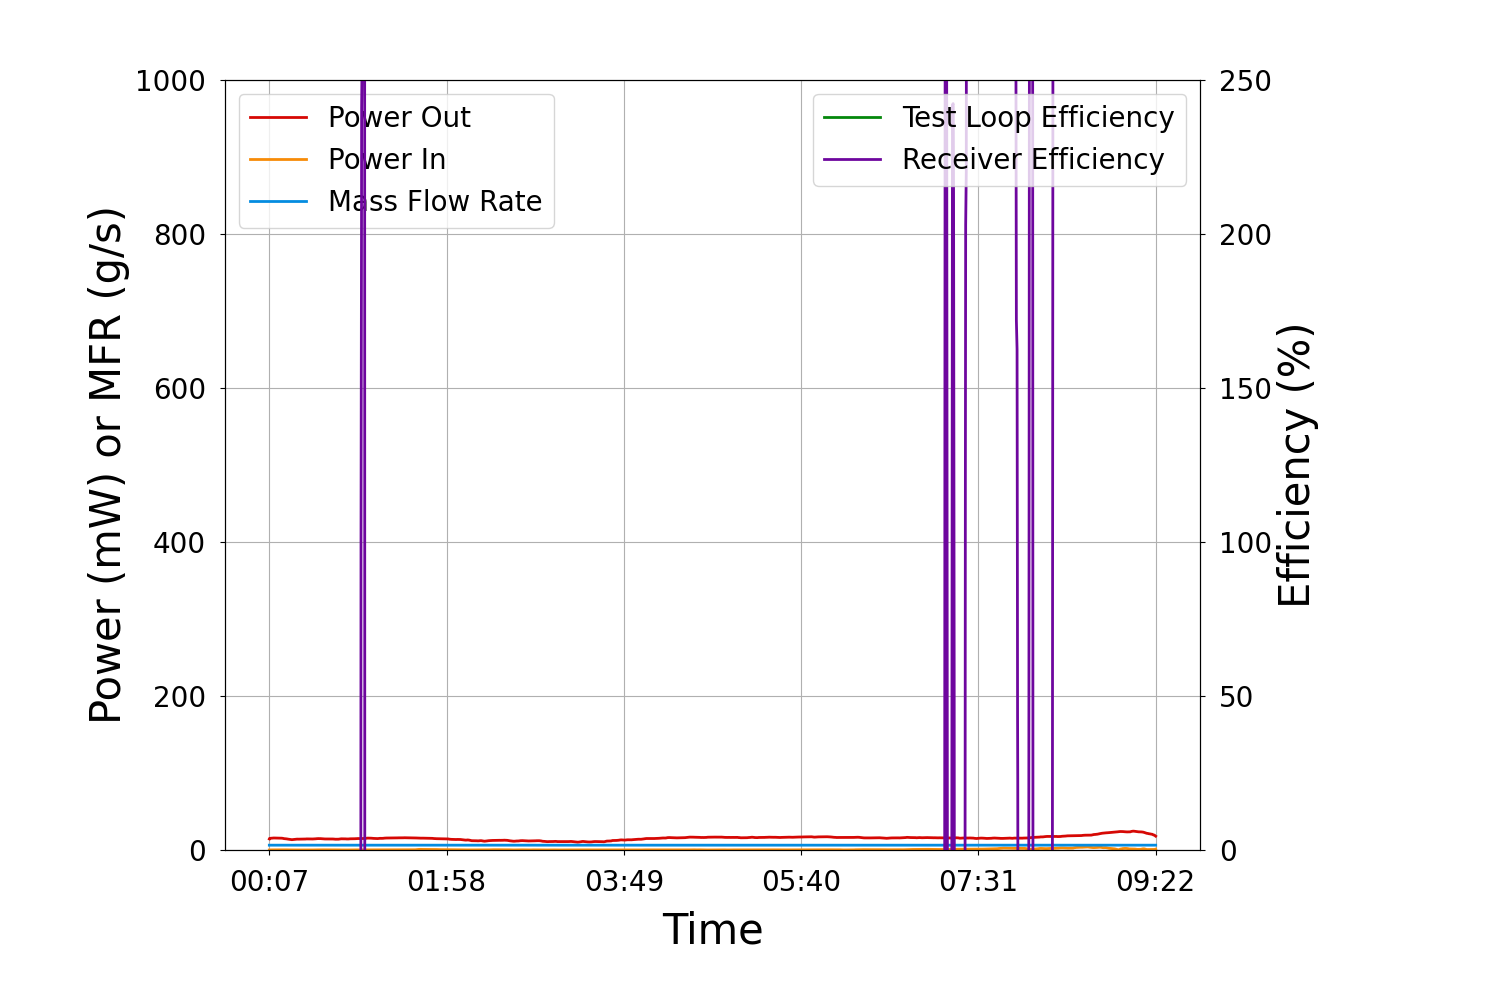 1000
800
600
400
200
0
Power (mW) or MFR (g/s)
Power Out
Power In
Mass Flow Rate
Test Loop Efficiency
Receiver Efficiency
250
200
150
100
50
0
Efficiency (%)
00:07 01:58 03:49 05:40 07:31 09:22
Time